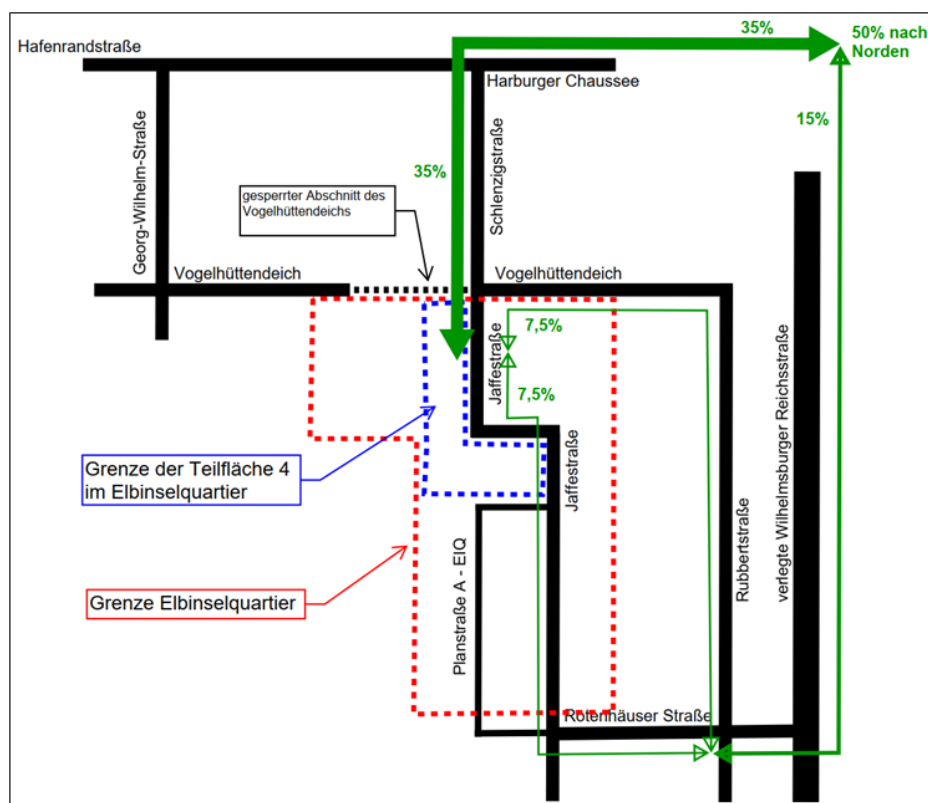 35%
50% nach
Norden
Hafenrandstraße
Harburger Chaussee
15%
Georg-Wilhelm-Straße
Schlenzigstraße
35%
gesperrter Abschnitt des
Vogelhüttendeichs
Vogelhüttendeich
Vogelhüttendeich
7,5%
Jaffestraße
7,5%
Grenze der Teilfläche 4
im Elbinselquartier
Jaffestraße
Rubbertstraße
verlegte Wilhelmsburger Reichsstraße
Planstraße A - EIQ
Grenze Elbinselquartier
Rotenhäuser Straße